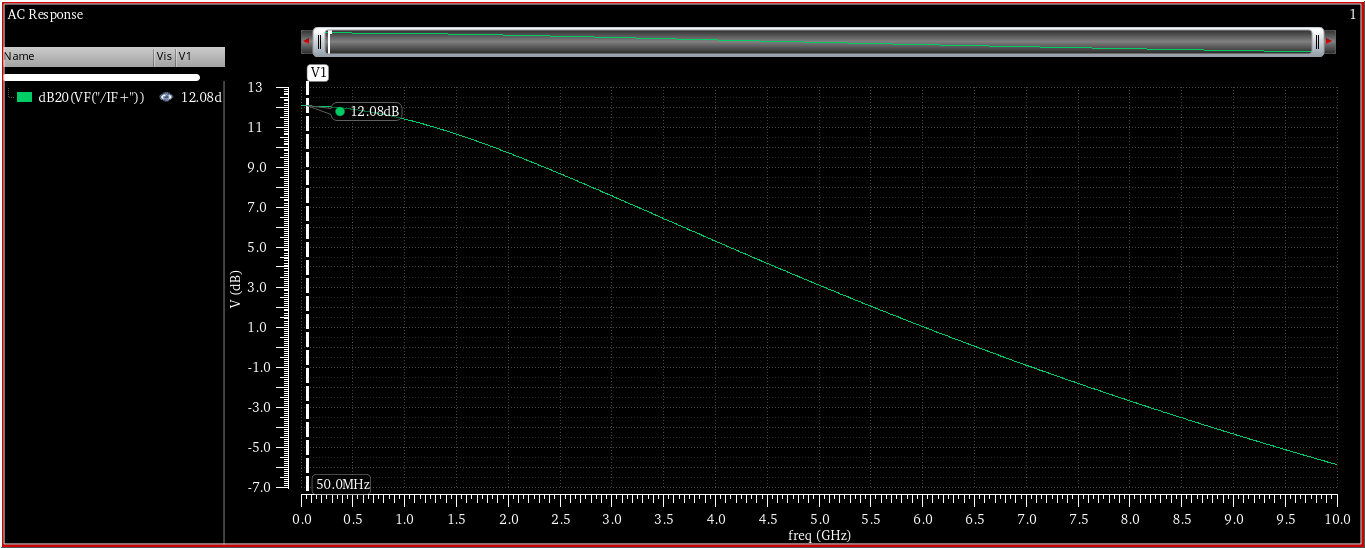 AC Response
1
Name Vis V1
dB20(VF("/IF+")) 12.08d
V1
12.08dB
13
11
9.0
7.0
5.0
3.0
1.0
-1.0
-3.0
-5.0
-7.0
V (dB)
50.0MHz
0.0 0.5 1.0 1.5 2.0 2.5 3.0 3.5 4.0 4.5 5.0 5.5 6.0 6.5 7.0 7.5 8.0 8.5 9.0 9.5 10.0
freq (GHz)